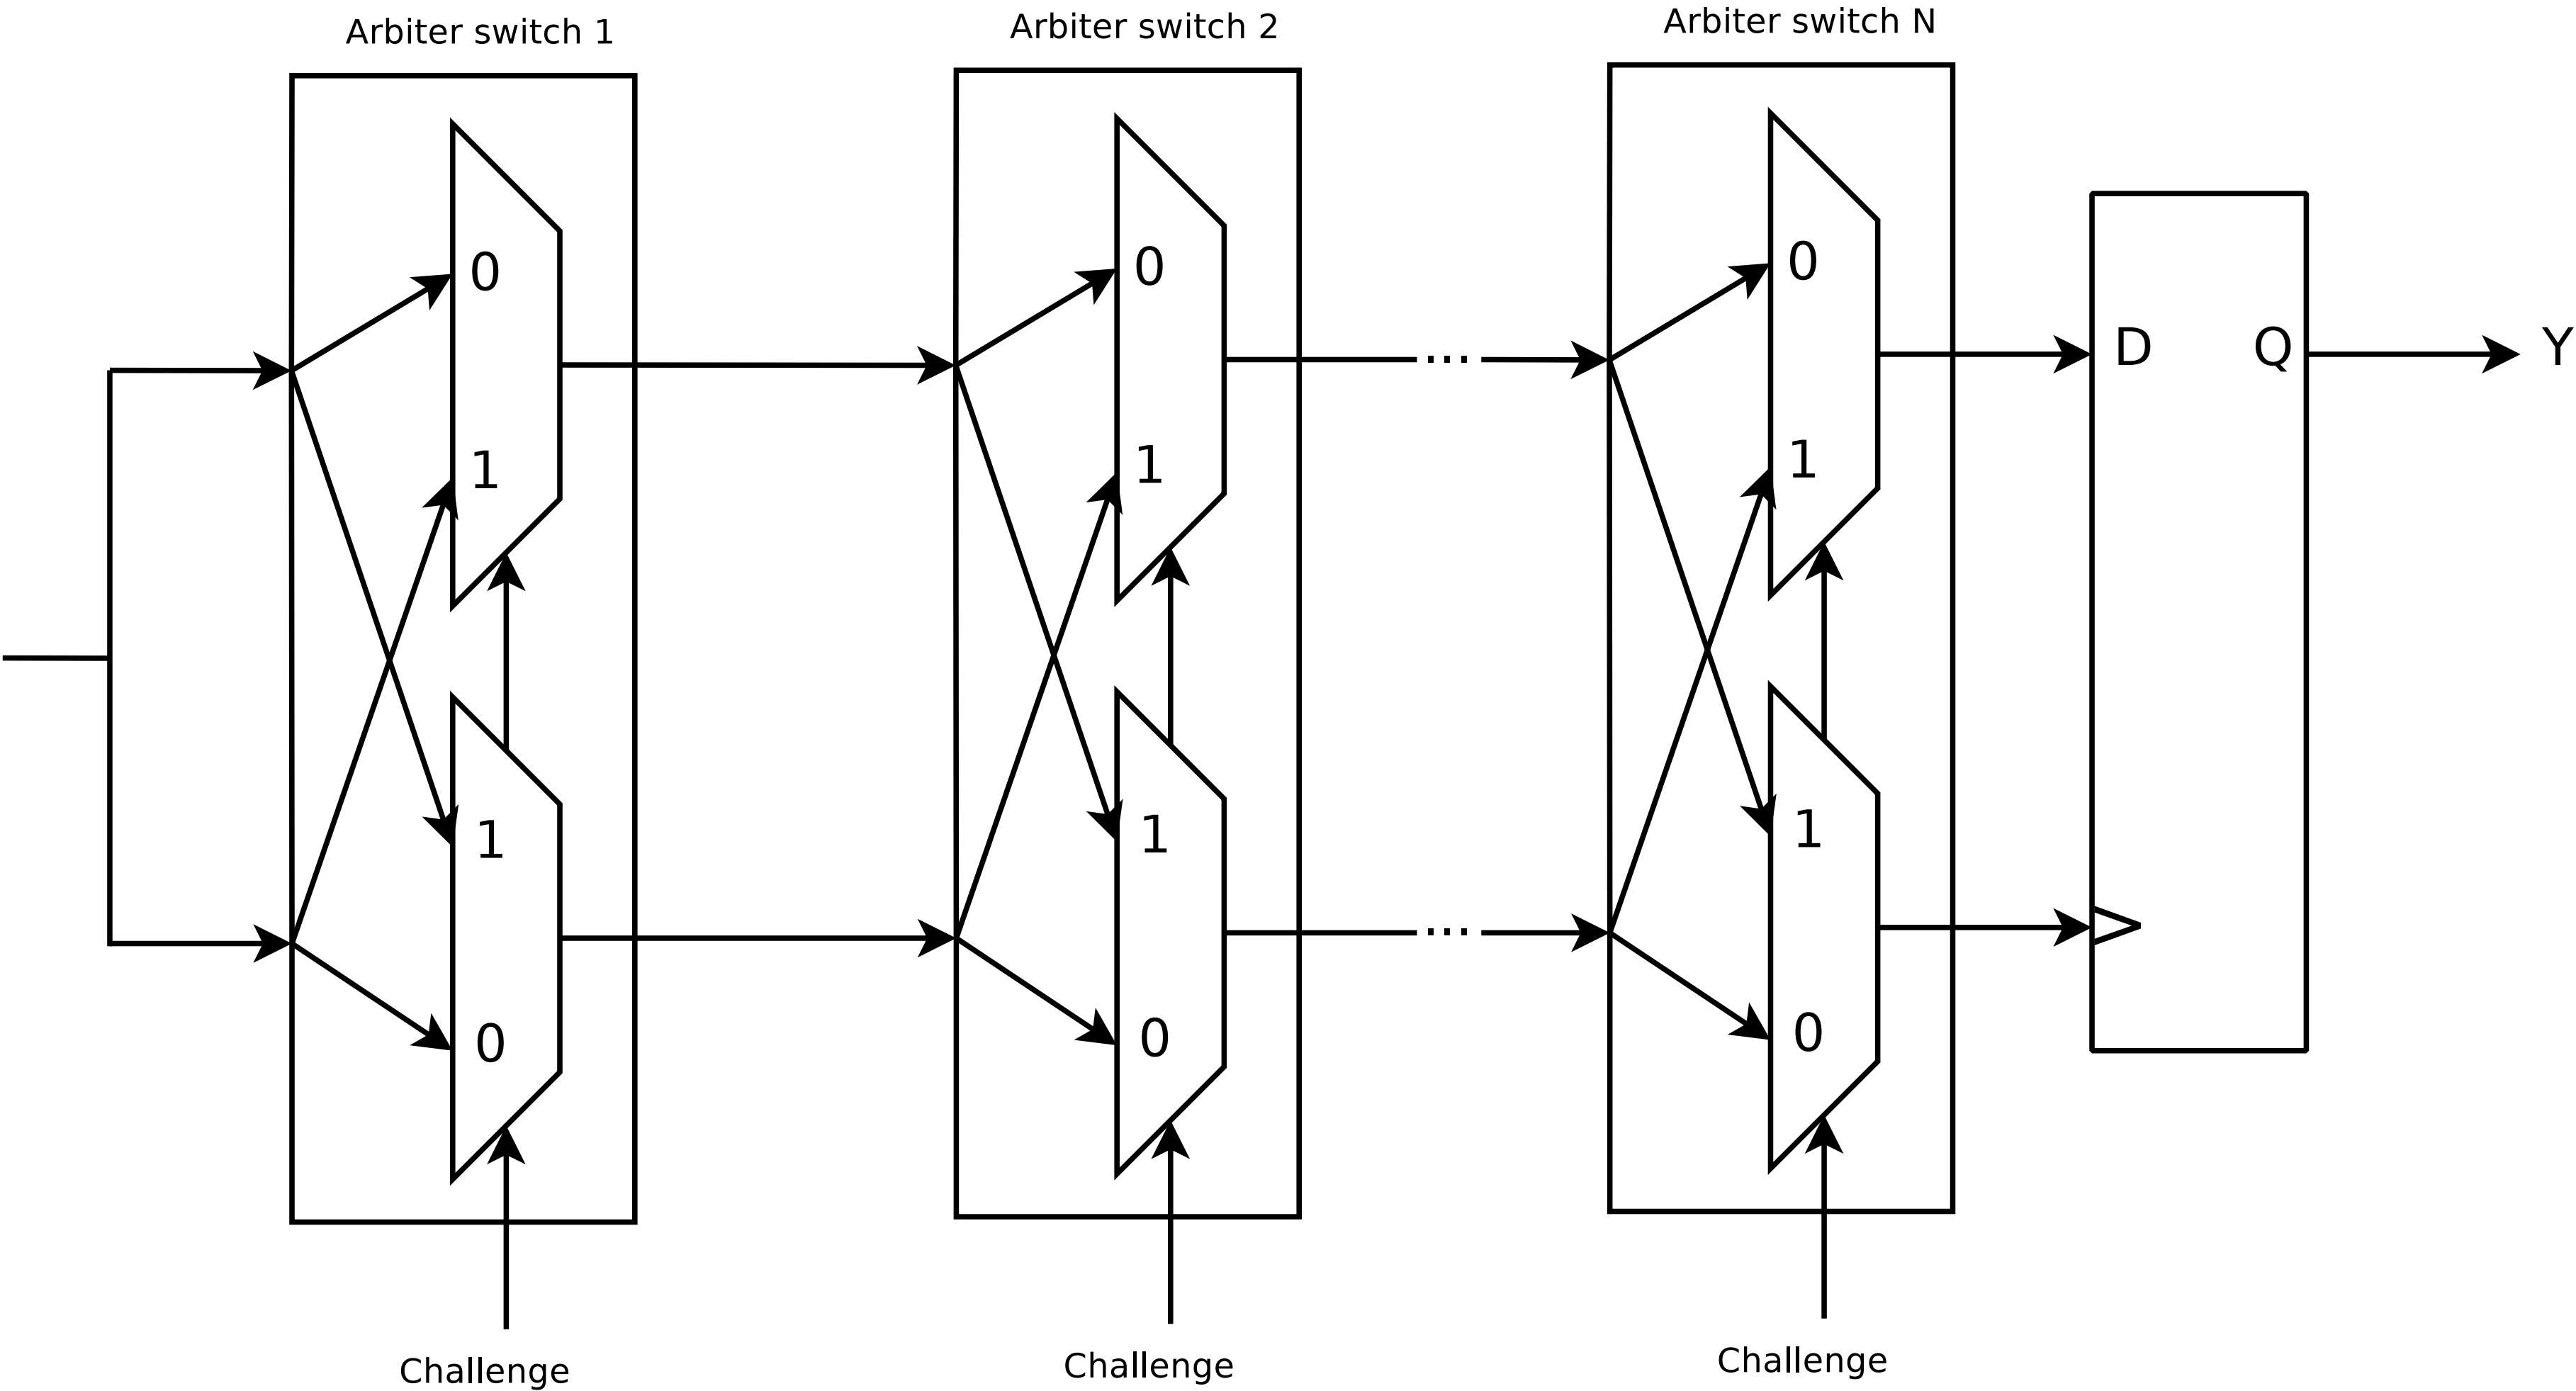 Arbiter switch 1
Arbiter switch 2
Arbiter switch N
0
1
1
0
0
1
1
0
...
...
0
1
1
0
D
Q
Y
Challenge
Challenge
Challenge